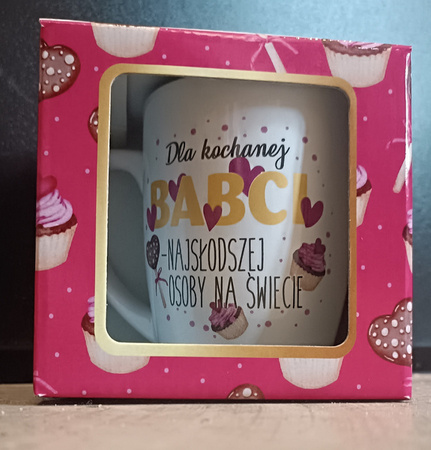 Dla kochanej
BABCI
-NAJSŁODSZEJ
OSOBY NA ŚWIECIE